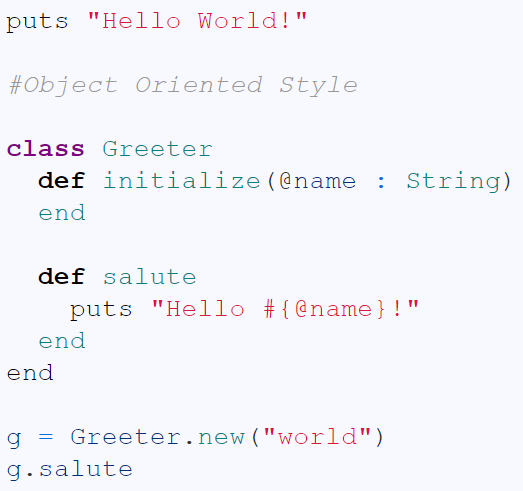 puts "Hello World!"
#Object Oriented Style
class Greeter
  def initialize(@name : String)
  end
  def salute
    puts "Hello #{@name}!"
  end
end
g = Greeter.new("world")
g.salute